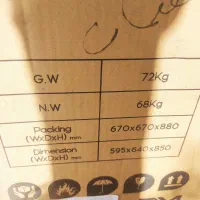 G.W 72Kg
N.W 68Kg
Packing 670x670x880
(WxDxH) mm
Dimension 595x640x850
(WxDxH) mm